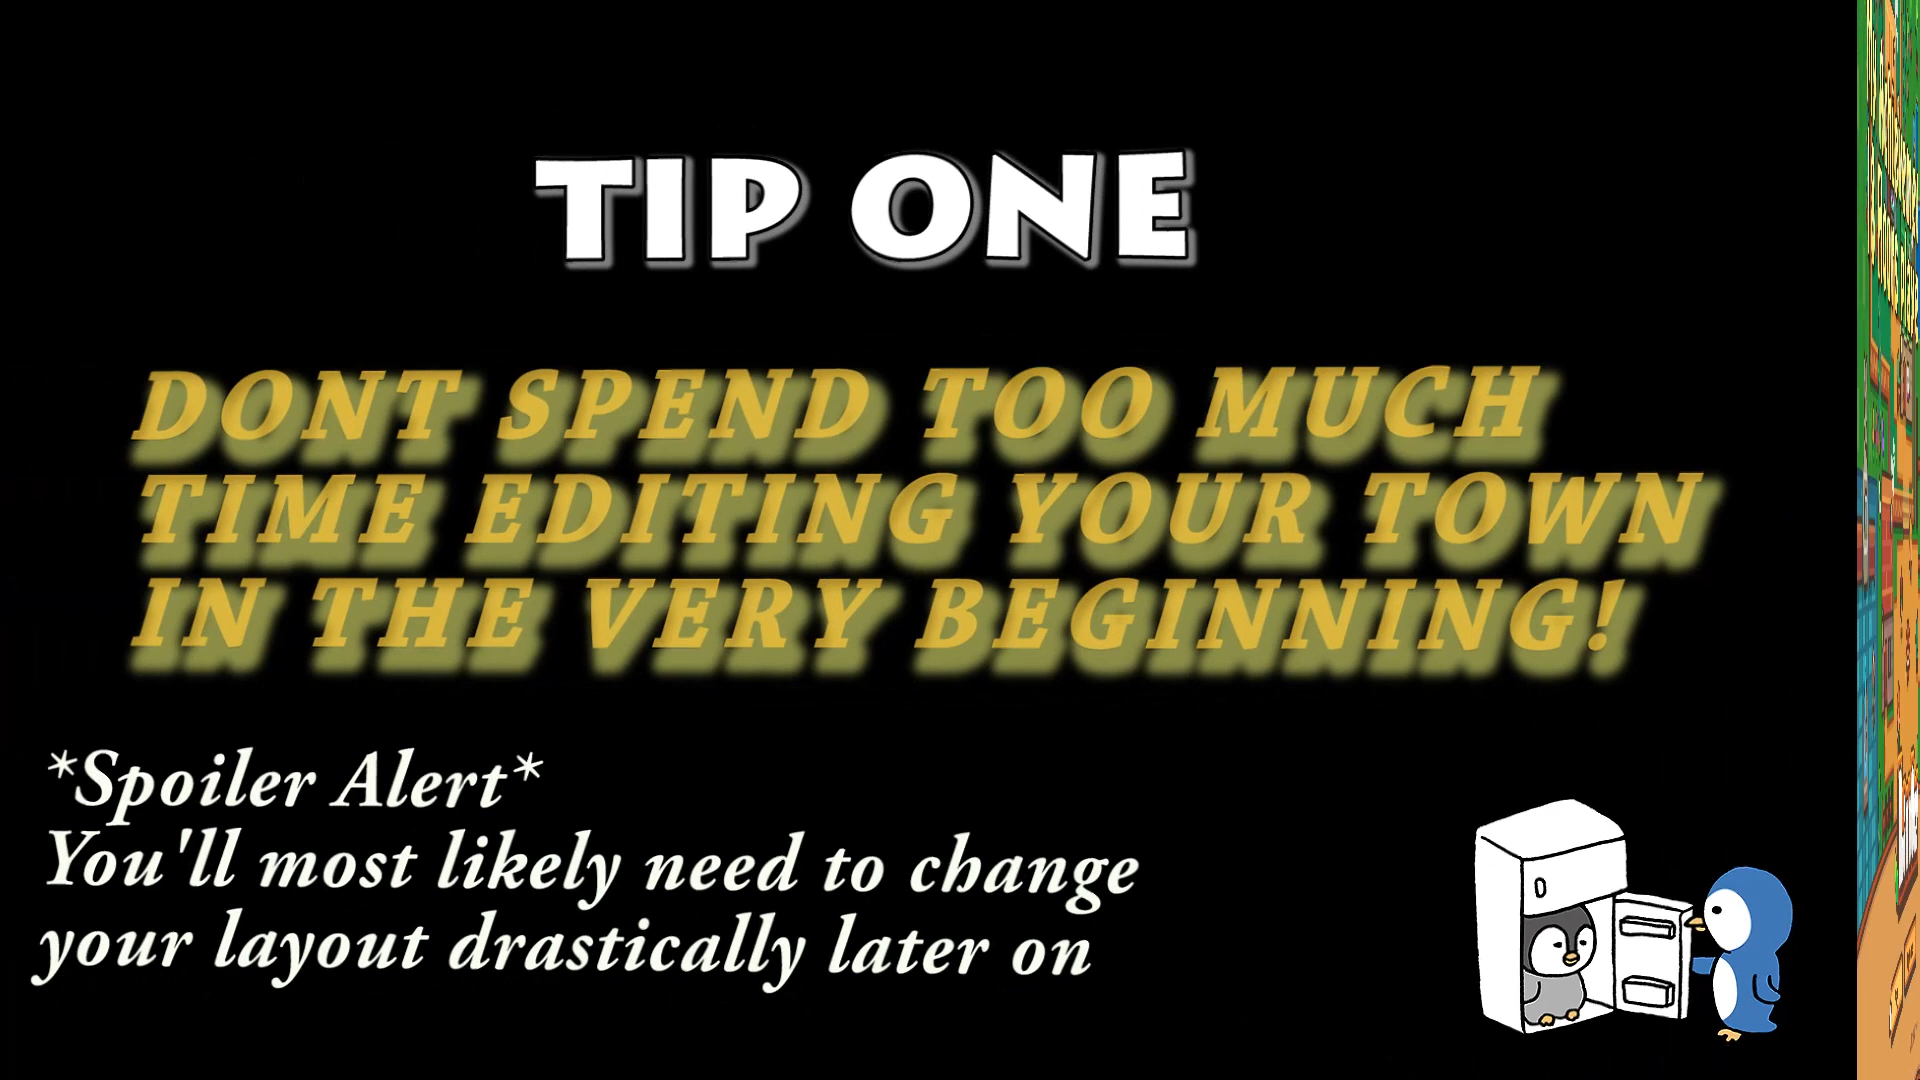 TIP ONE
DONT SPEND TOO MUCH
TIME EDITING YOUR TOWN
IN THE VERY BEGINNING!
*Spoiler Alert*
You'll most likely need to change
your layout drastically later on